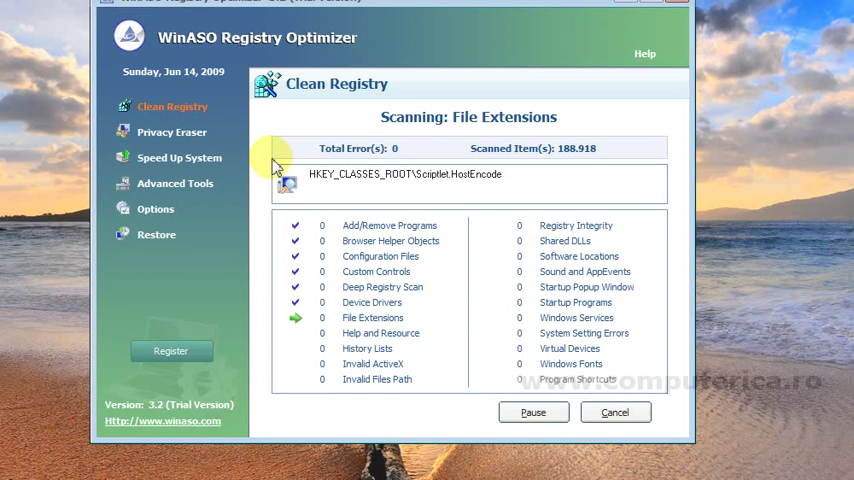 WinASO Registry Optimizer
Help
Sunday, Jun 14, 2009
Clean Registry
Privacy Eraser
Speed Up System
Advanced Tools
Options
Restore
Register
Version: 3.2 (Trial Version)
Http://www.winaso.com
Clean Registry
Scanning: File Extensions
Total Error(s): 0
Scanned Item(s): 188.918
HKEY_CLASSES_ROOT\Scriptlet.HostEncode
0 Add/Remove Programs
0 Browser Helper Objects
0 Configuration Files
0 Custom Controls
0 Deep Registry Scan
0 Device Drivers
0 File Extensions
0 Help and Resource
0 History Lists
0 Invalid ActiveX
0 Invalid Files Path
0 Registry Integrity
0 Shared DLLs
0 Software Locations
0 Sound and AppEvents
0 Startup Popup Window
0 Startup Programs
0 Windows Services
0 System Setting Errors
0 Virtual Devices
0 Windows Fonts
0 Program Shortcuts
www.computerica.ro
Pause
Cancel